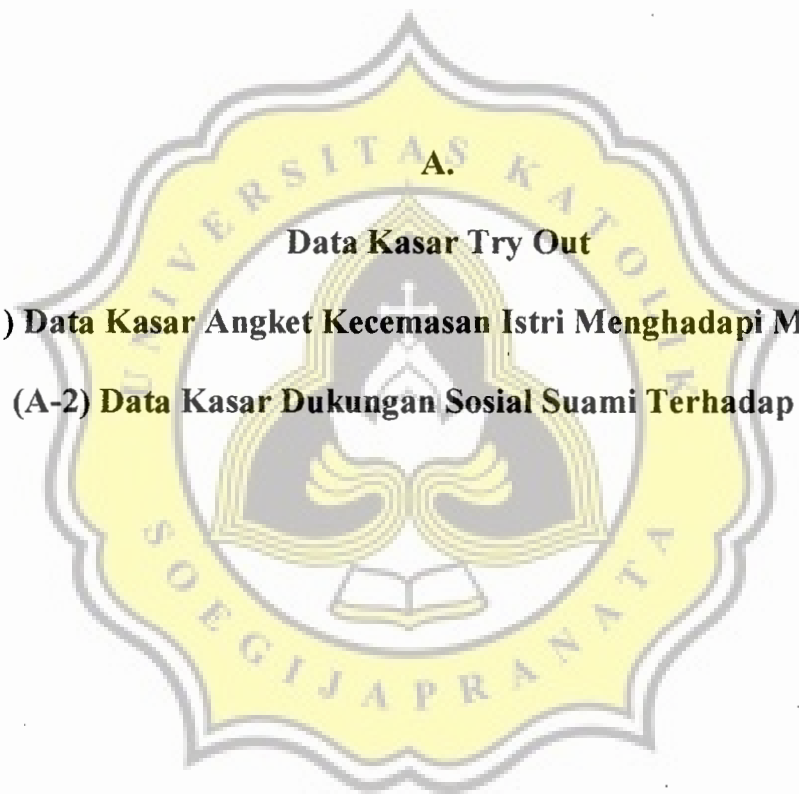 A.
Data Kasar Try Out
) Data Kasar Angket Kecemasan Istri Menghadapi M
(A-2) Data Kasar Dukungan Sosial Suami Terhadap
UNIVERSITAS KATOLIK
SOEGIJAPRANATA